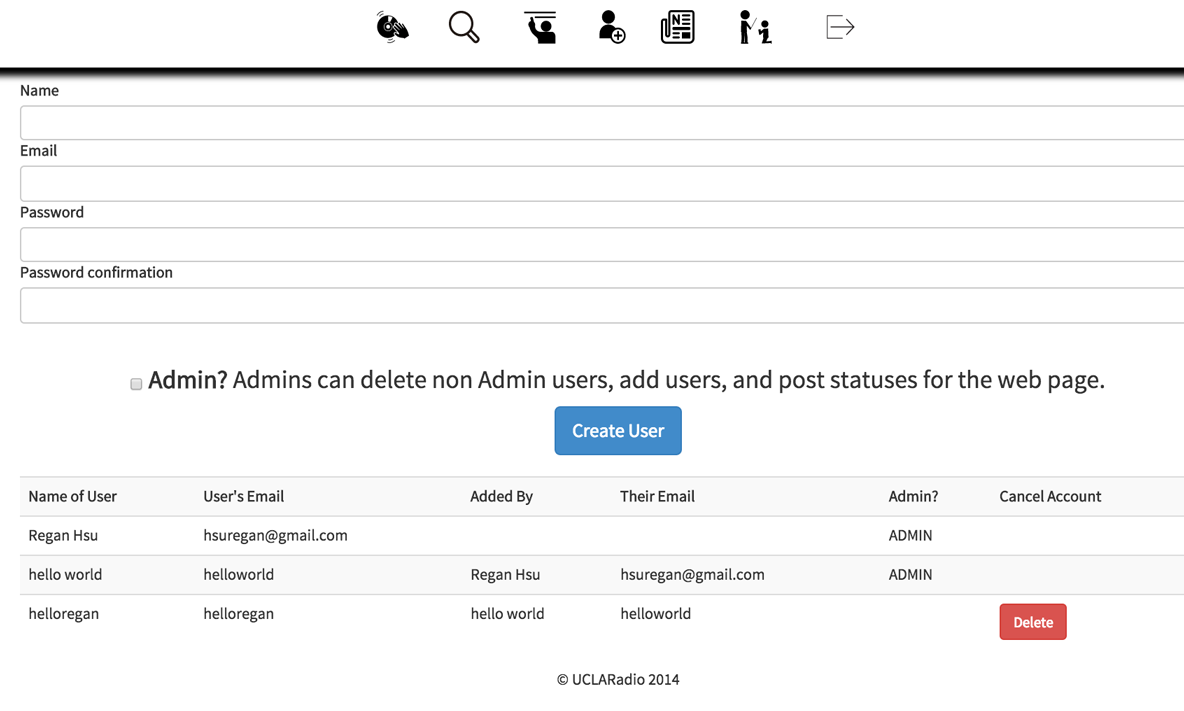 N
Name
Email
Password
Password confirmation
Admin? Admins can delete non Admin users, add users, and post statuses for the web page.
Create User
Name of User User's Email Added By Their Email Admin? Cancel Account
Regan Hsu hsuregan@gmail.com ADMIN
hello world helloworld Regan Hsu hsuregan@gmail.com ADMIN
helloregan helloregan hello world helloworld Delete
© UCLARadio 2014